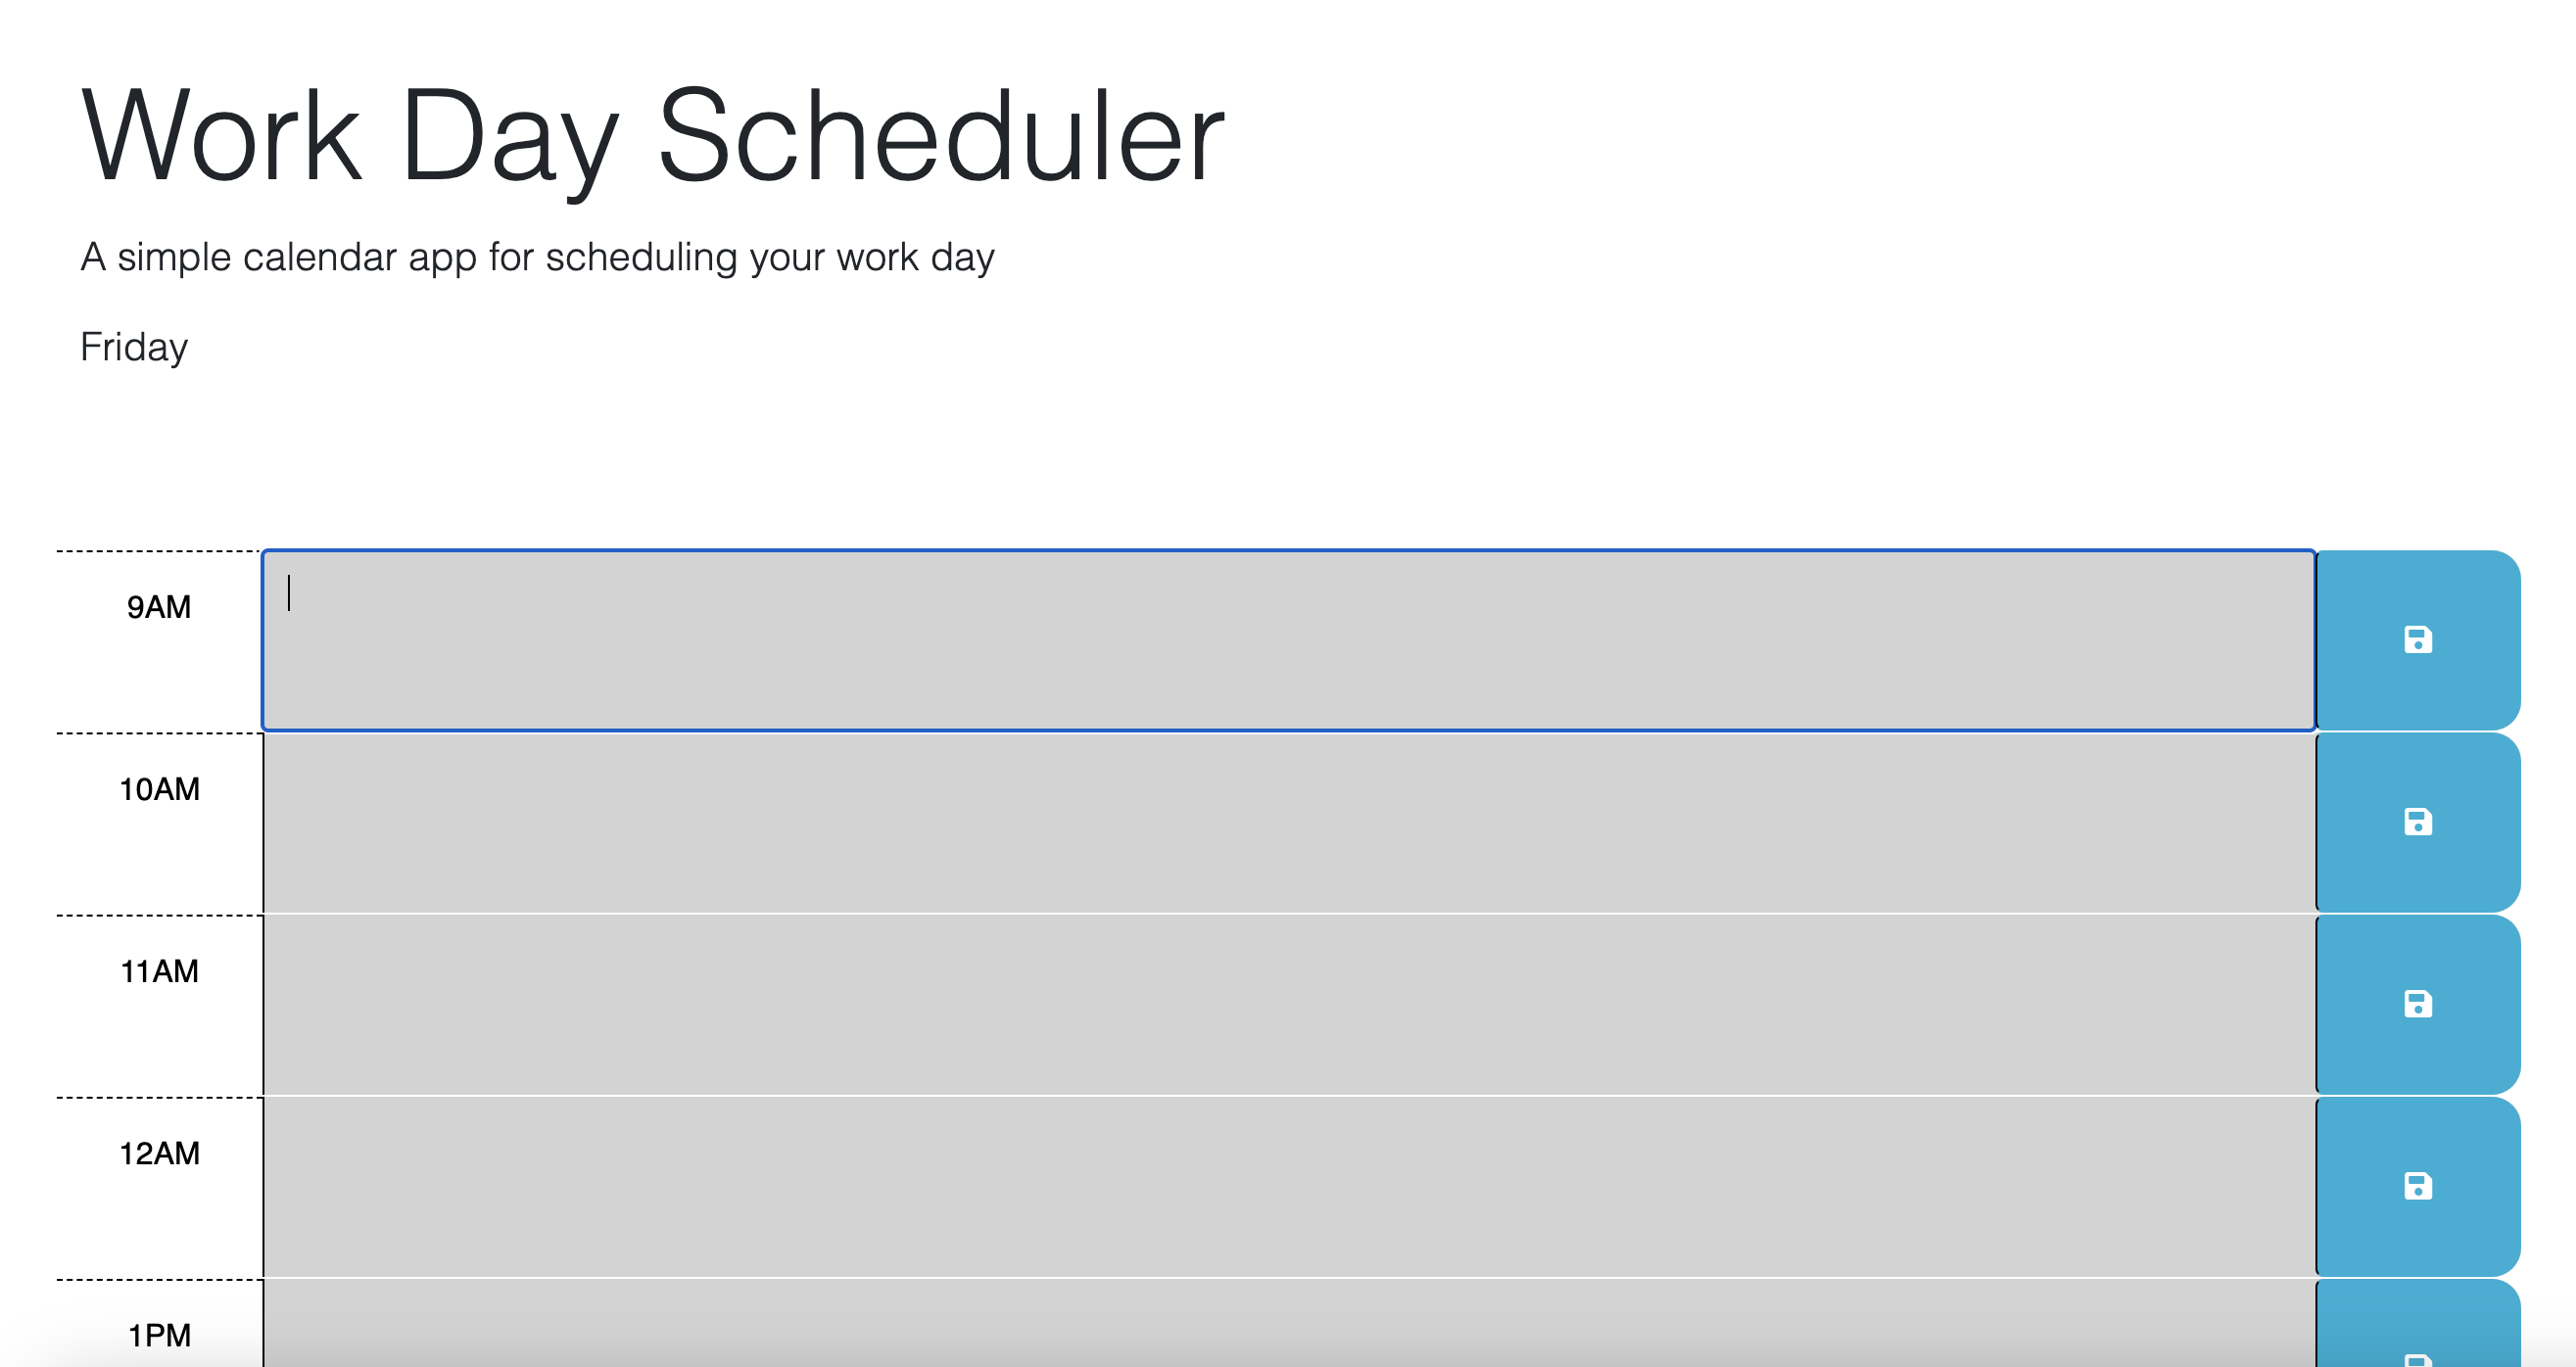 Work Day Scheduler
A simple calendar app for scheduling your work day
Friday
9AM
10AM
11AM
12AM
1PM